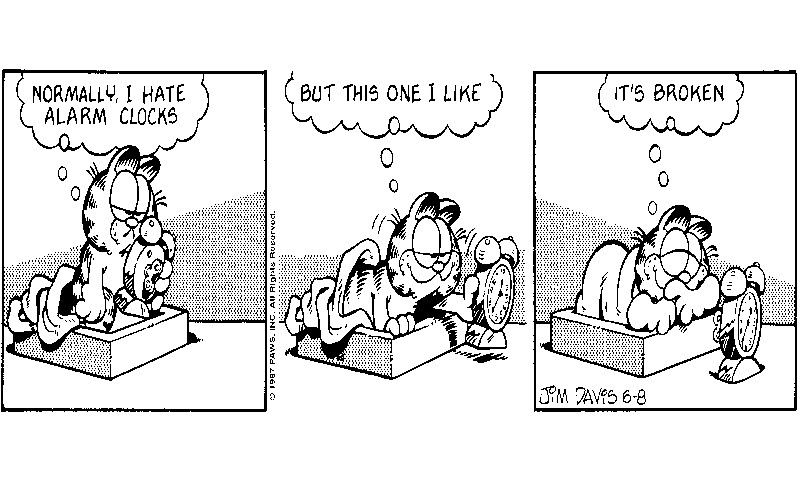 NORMALLY, I HATE
ALARM CLOCKS
BUT THIS ONE I LIKE
IT'S BROKEN
© 1987 PAWS, INC. All Rights Reserved.
JIM DAVIS 6-8